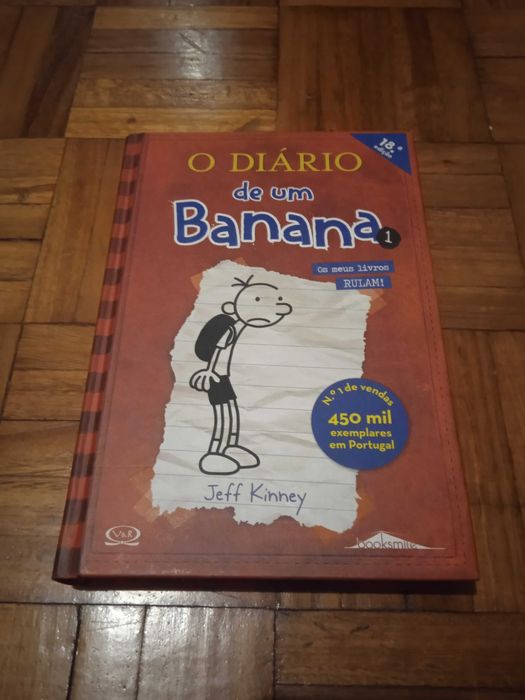 18.ª
edição
O DIÁRIO
de um
Banana
1
Os meus livros
RULAM!
N.º 1 de vendas
450 mil
exemplares
em Portugal
Jeff Kinney
V&R
booksmile